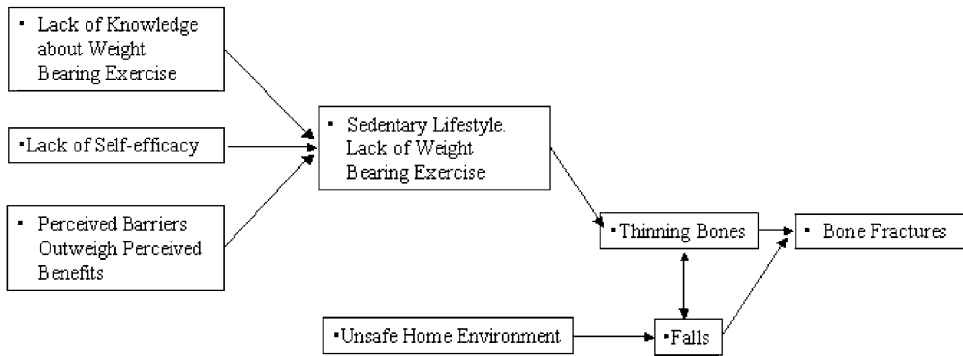 ▪ Lack of Knowledge
about Weight
Bearing Exercise
▪Lack of Self-efficacy
▪ Perceived Barriers
Outweigh Perceived
Benefits
▪ Sedentary Lifestyle.
Lack of Weight
Bearing Exercise
▪Thinning Bones
▪ Bone Fractures
▪Unsafe Home Environment
▪Falls